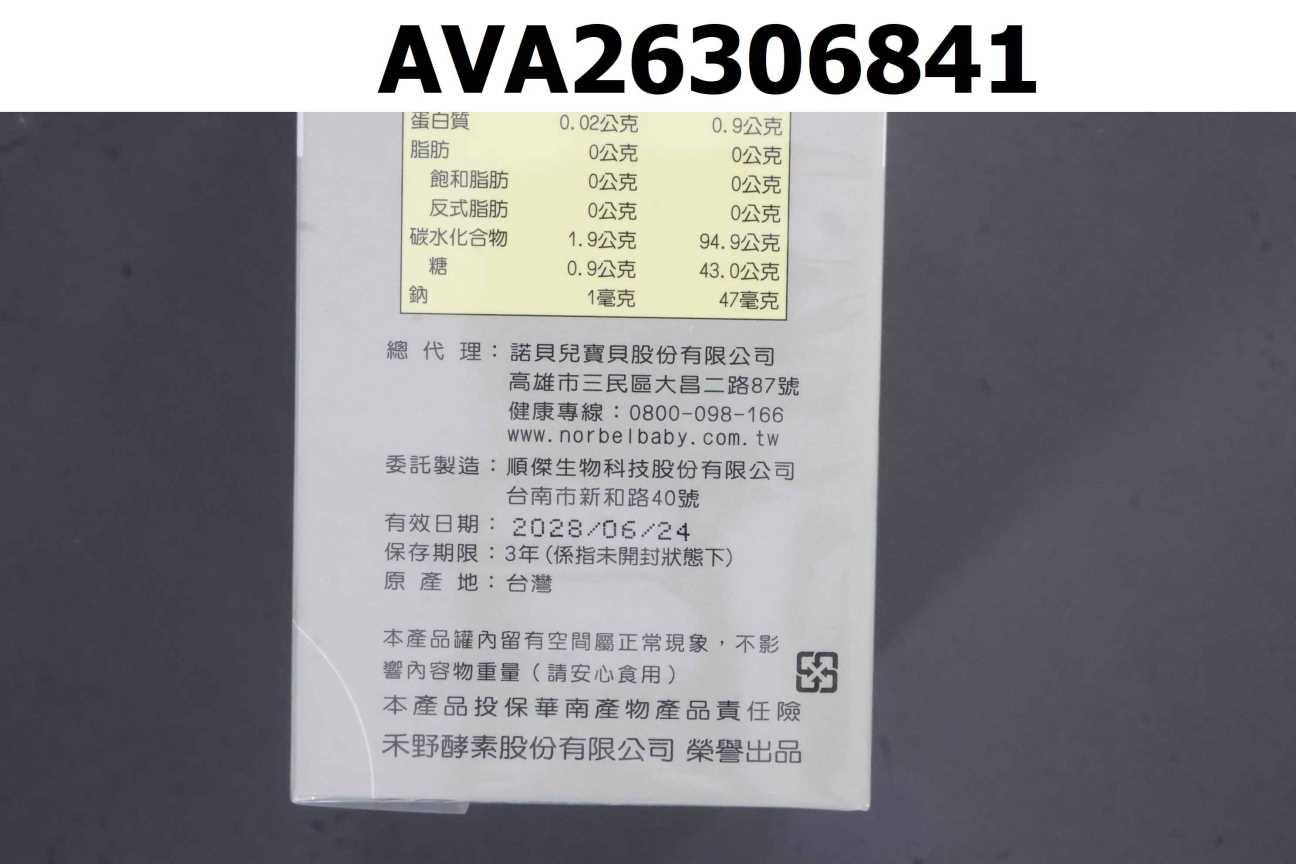 AVA26306841
蛋白質 0.02公克 0.9公克
脂肪 0公克 0公克
飽和脂肪 0公克 0公克
反式脂肪 0公克 0公克
碳水化合物 1.9公克 94.9公克
糖 0.9公克 43.0公克
鈉 1毫克 47毫克
總代理：諾貝兒寶貝股份有限公司
高雄市三民區大昌二路87號
健康專線：0800-098-166
www.norbelbaby.com.tw
委託製造：順傑生物科技股份有限公司
台南市新和路40號
有效日期：2028/06/24
保存期限：3年(係指未開封狀態下)
原產地：台灣
本產品罐內留有空間屬正常現象，不影
響內容物重量(請安心食用)
本產品投保華南產物產品責任險
禾野酵素股份有限公司 榮譽出品